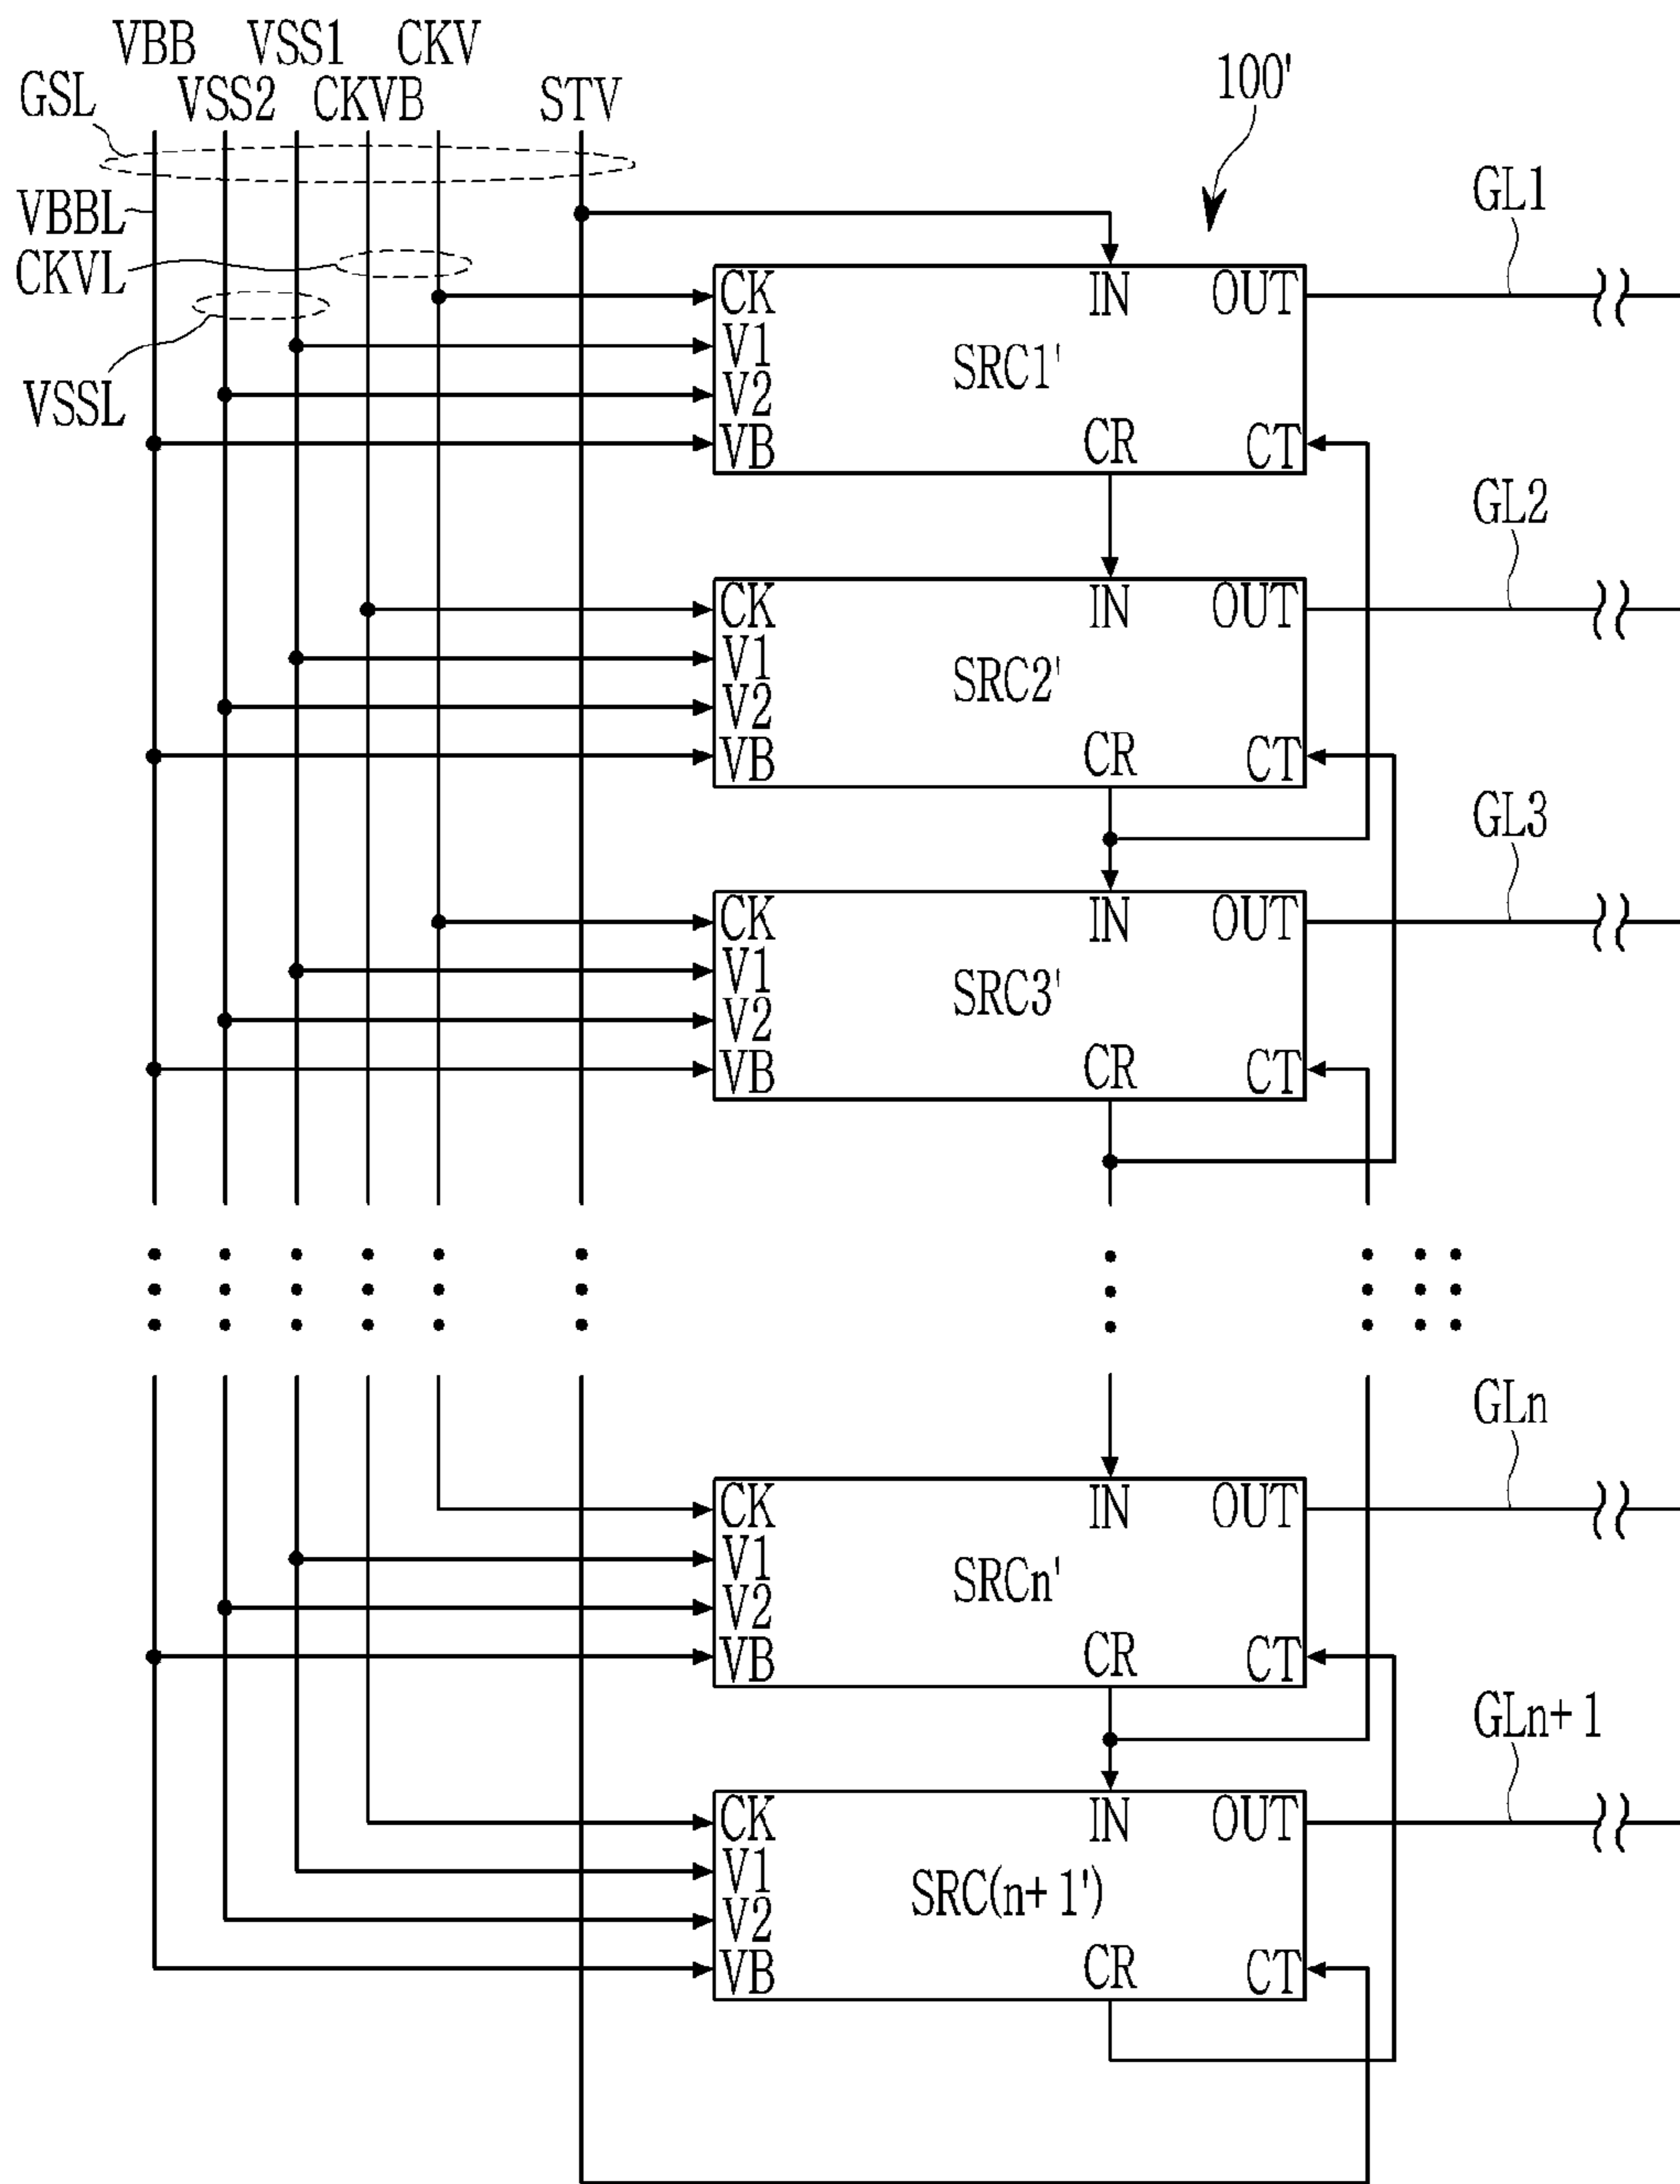 VBB VSS1 CKV
GSL VSS2 CKVB STV 100'
VBBL GL1
CKVL
CK IN OUT
V1
SRC1'
V2
VSSL
VB CR CT
GL2
CK IN OUT
V1
SRC2'
V2
VB CR CT
GL3
CK IN OUT
V1
SRC3'
V2
VB CR CT
GLn
CK IN OUT
V1
SRCn'
V2
VB CR CT
GLn+1
CK IN OUT
V1
SRC(n+1')
V2
VB CR CT